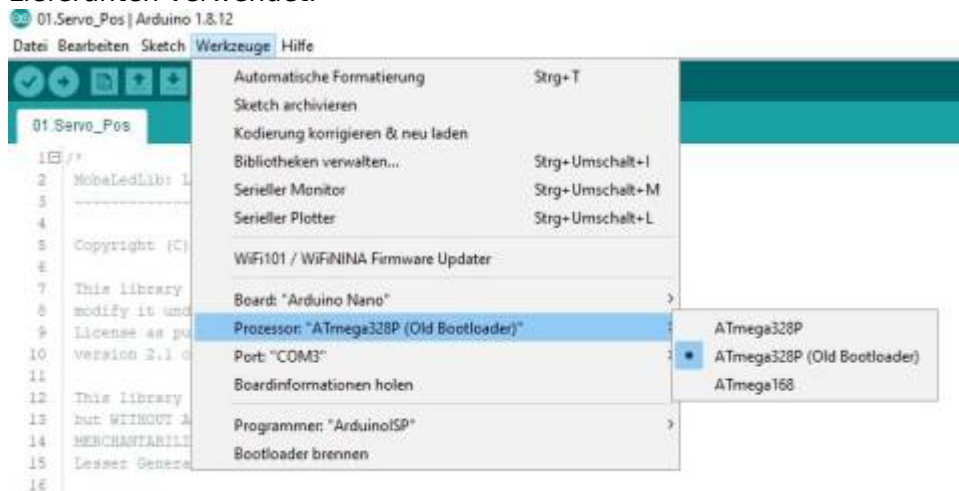 Lieferanten verwendet.
01.Servo_Pos | Arduino 1.8.12
Datei Bearbeiten Sketch Werkzeuge Hilfe
01.Servo_Pos
Automatische Formatierung Strg+T
Sketch archivieren
Kodierung korrigieren & neu laden
Bibliotheken verwalten... Strg+Umschalt+I
Serieller Monitor Strg+Umschalt+M
Serieller Plotter Strg+Umschalt+L
WiFi101 / WiFiNINA Firmware Updater
Board: "Arduino Nano"
Prozessor: "ATmega328P (Old Bootloader)"
Port: "COM3"
Boardinformationen holen
Programmer: "ArduinoISP"
Bootloader brennen
ATmega328P
ATmega328P (Old Bootloader)
ATmega168
1 /*
2 MobaLedLib: L
3 --------------
4
5 Copyright (C)
6
7 This library
8 modify it und
9 License as pu
10 version 2.1 o
11
12 This library
13 but WITHOUT A
14 MERCHANTABILI
15 Lesser Genera
16